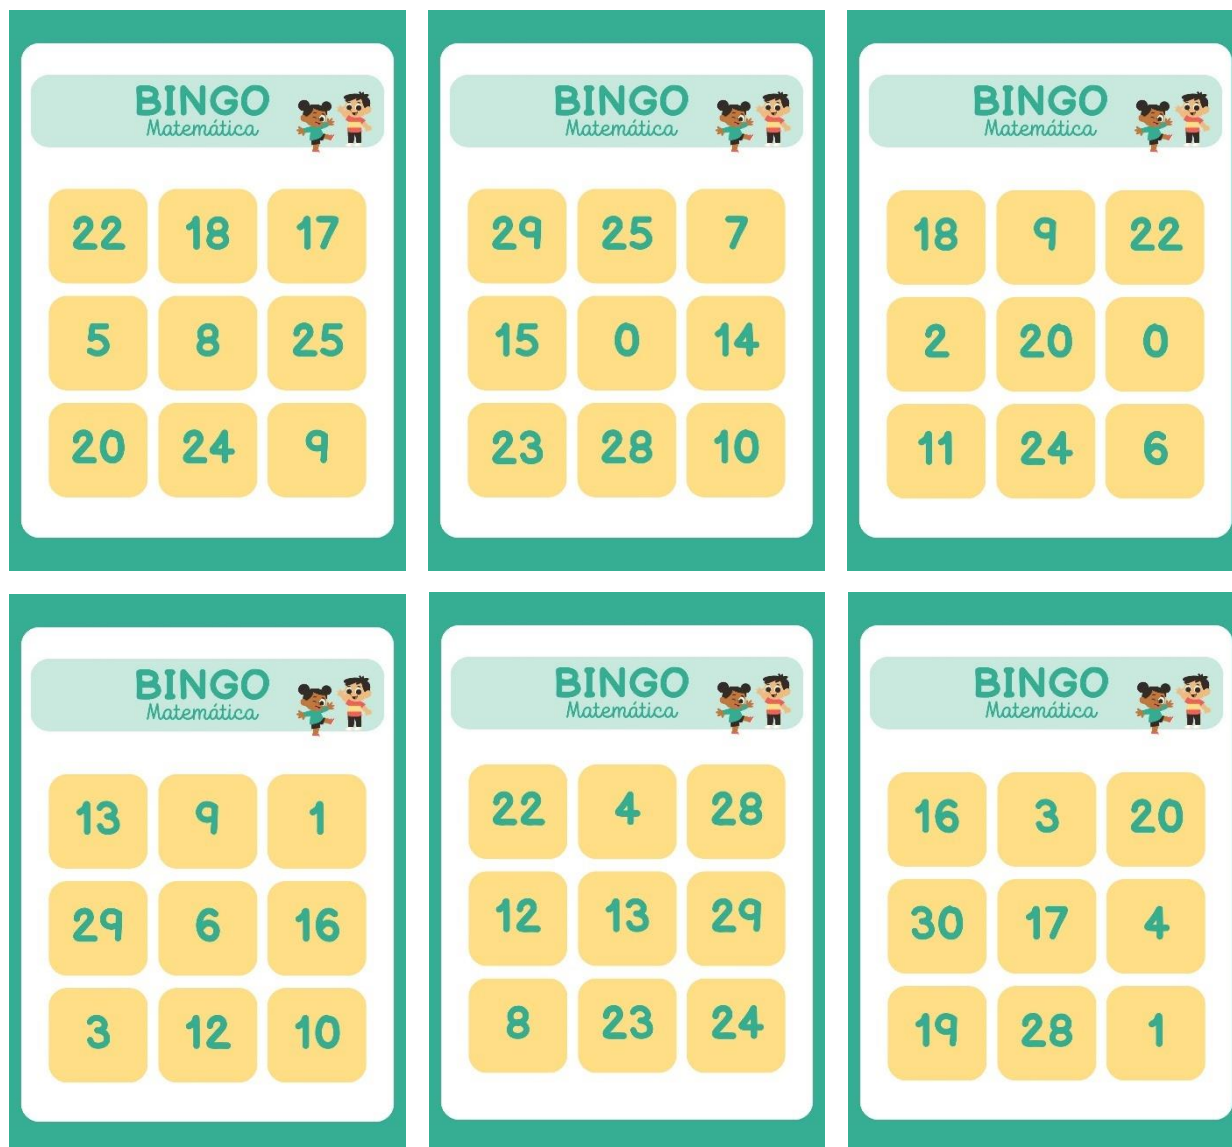 BINGO
Matemática
22 18 17
5 8 25
20 24 9
BINGO
Matemática
29 25 7
15 0 14
23 28 10
BINGO
Matemática
18 9 22
2 20 0
11 24 6
BINGO
Matemática
13 9 1
29 6 16
3 12 10
BINGO
Matemática
22 4 28
12 13 29
8 23 24
BINGO
Matemática
16 3 20
30 17 4
19 28 1